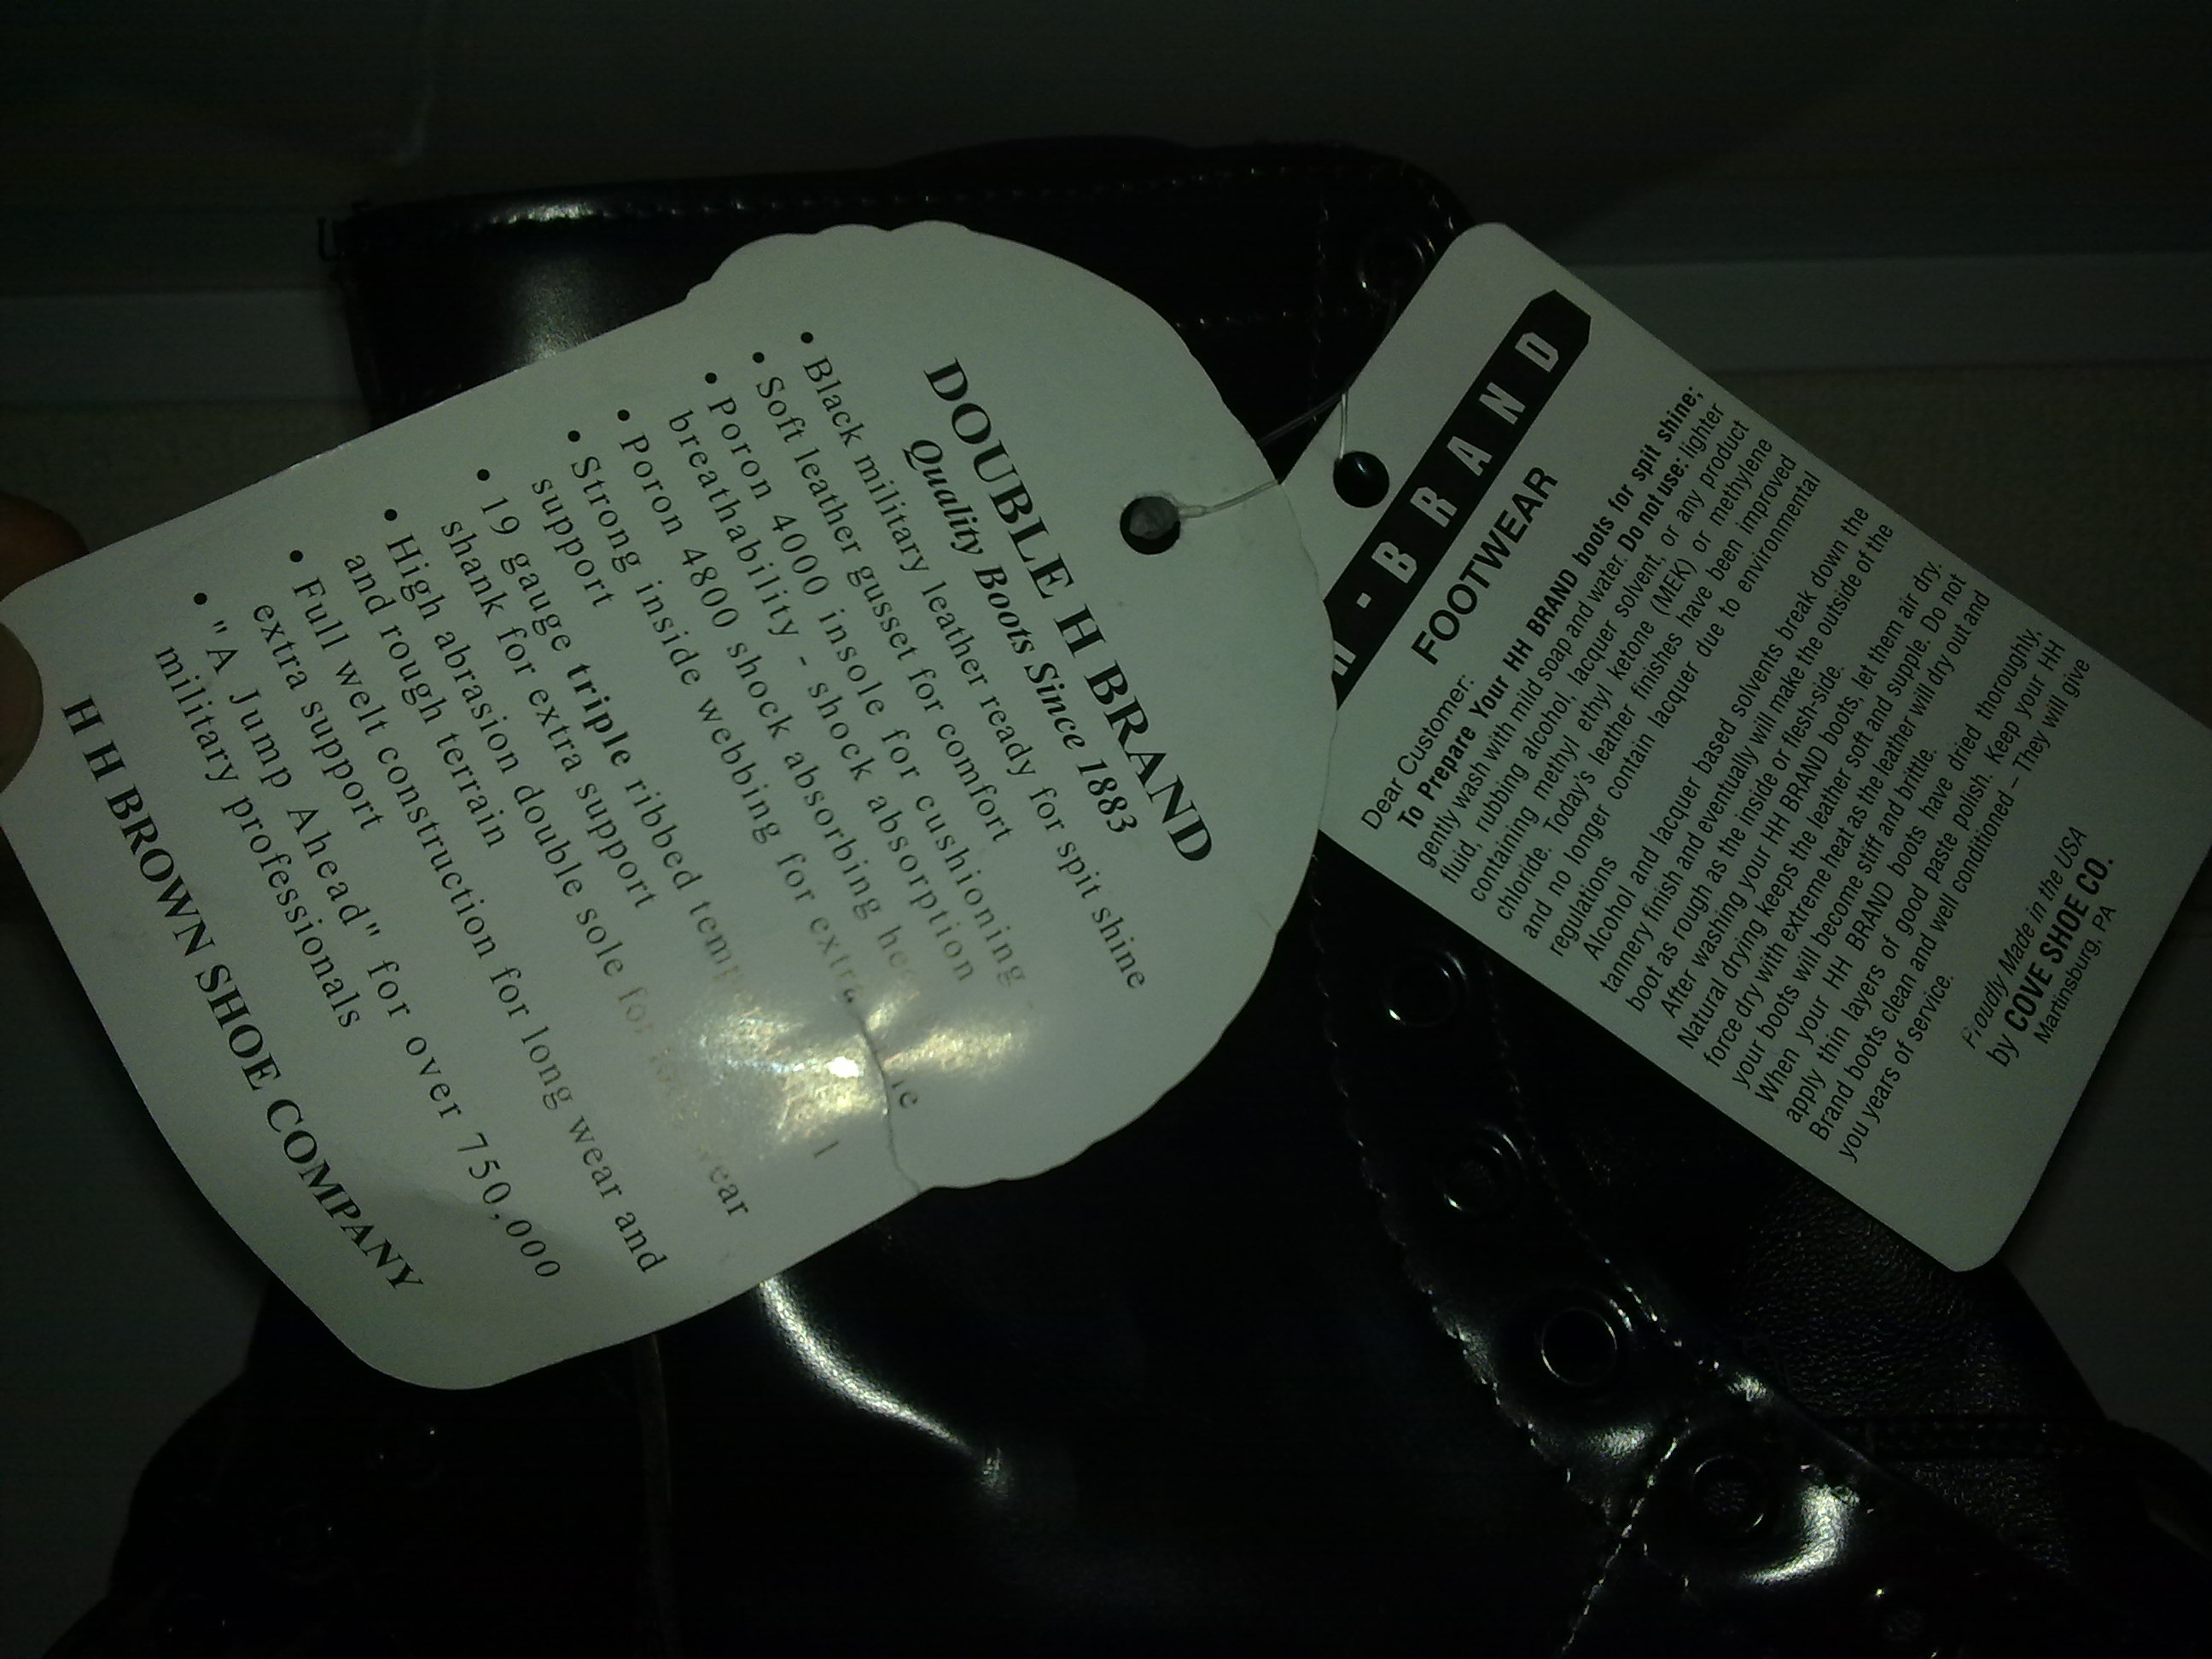 DOUBLE H BRAND
Quality Boots Since 1883
• Black military leather ready for spit shine
• Soft leather gusset for comfort
• Poron 4000 insole for cushioning -
breathability - shock absorption
• Poron 4800 shock absorbing
• Strong inside webbing for extra
support
• 19 gauge triple ribbed
shank for extra support
• High abrasion double sole for
and rough terrain
• Full welt construction for long wear and
extra support
• "A Jump Ahead" for over 750,000
military professionals
H H BROWN SHOE COMPANY
H - BRAND
FOOTWEAR
Dear Customer:
To Prepare Your HH BRAND boots for spit shine;
gently wash with mild soap and water. Do not use: lighter
fluid, rubbing alcohol, lacquer solvent, or any product
containing methyl ethyl ketone (MEK) or methylene
chloride. Today's leather finishes have been improved
and no longer contain lacquer due to environmental
regulations
Alcohol and lacquer based solvents break down the
tannery finish and eventually will make the outside of the
boot as rough as the inside or flesh-side.
After washing your HH BRAND boots, let them air dry.
Natural drying keeps the leather soft and supple. Do not
force dry with extreme heat as the leather will dry out and
your boots will become stiff and brittle.
When your HH BRAND boots have dried thoroughly,
apply thin layers of good paste polish. Keep your HH
Brand boots clean and well conditioned – They will give
you years of service.
Proudly Made in the USA
by COVE SHOE CO.
Martinsburg, PA